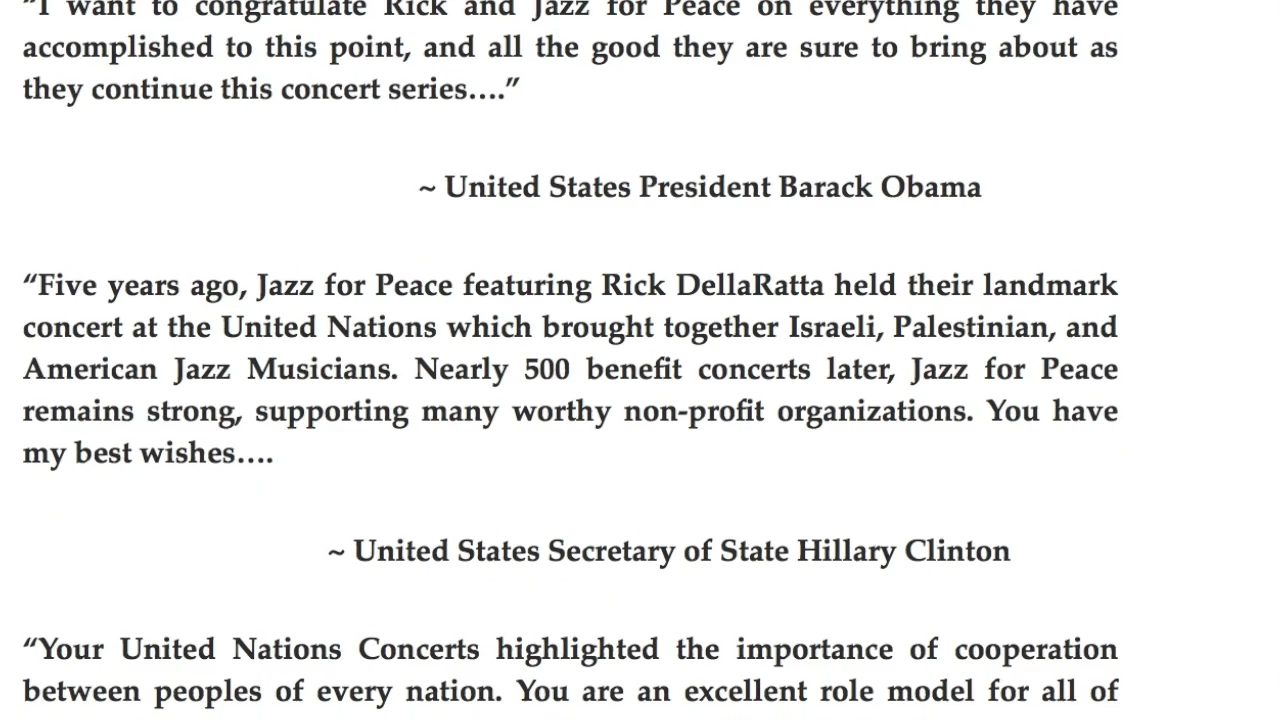 “I want to congratulate Rick and Jazz for Peace on everything they have
accomplished to this point, and all the good they are sure to bring about as
they continue this concert series….”
~ United States President Barack Obama
“Five years ago, Jazz for Peace featuring Rick DellaRatta held their landmark
concert at the United Nations which brought together Israeli, Palestinian, and
American Jazz Musicians. Nearly 500 benefit concerts later, Jazz for Peace
remains strong, supporting many worthy non-profit organizations. You have
my best wishes….
~ United States Secretary of State Hillary Clinton
“Your United Nations Concerts highlighted the importance of cooperation
between peoples of every nation. You are an excellent role model for all of